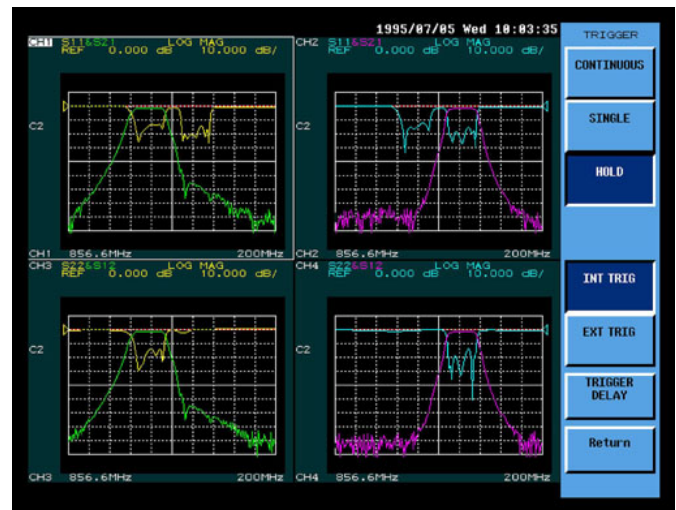 1995/07/05 Wed 10:03:35
CH1 S11&S21 LOG MAG
REF 0.000 dB 10.000 dB/
C2
CH1 856.6MHz 200MHz
CH2 S11&S21 LOG MAG
REF 0.000 dB 10.000 dB/
C2
CH2 856.6MHz 200MHz
CH3 S22&S12 LOG MAG
REF 0.000 dB 10.000 dB/
C2
CH3 856.6MHz 200MHz
CH4 S22&S12 LOG MAG
REF 0.000 dB 10.000 dB/
C2
CH4 856.6MHz 200MHz
TRIGGER
CONTINUOUS
SINGLE
HOLD
INT TRIG
EXT TRIG
TRIGGER
DELAY
Return